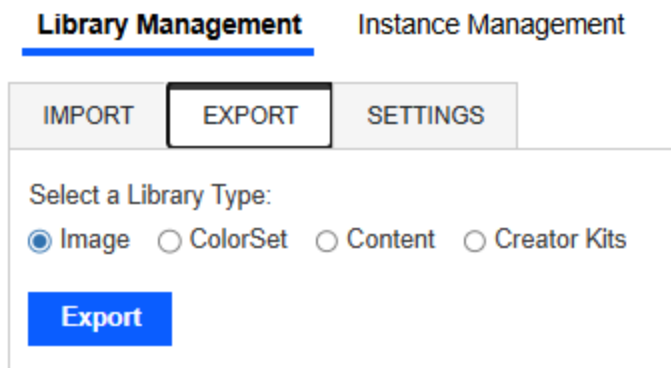 Library Management Instance Management
IMPORT EXPORT SETTINGS
Select a Library Type:
Image ColorSet Content Creator Kits
Export